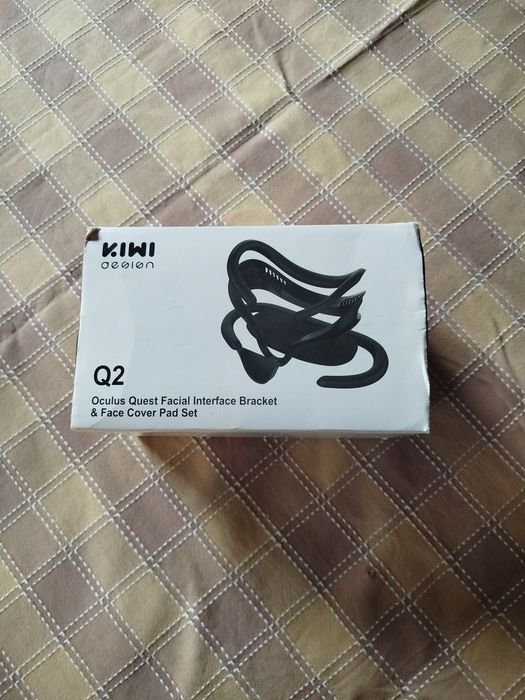 KIWI
design
Q2
Oculus Quest Facial Interface Bracket
& Face Cover Pad Set